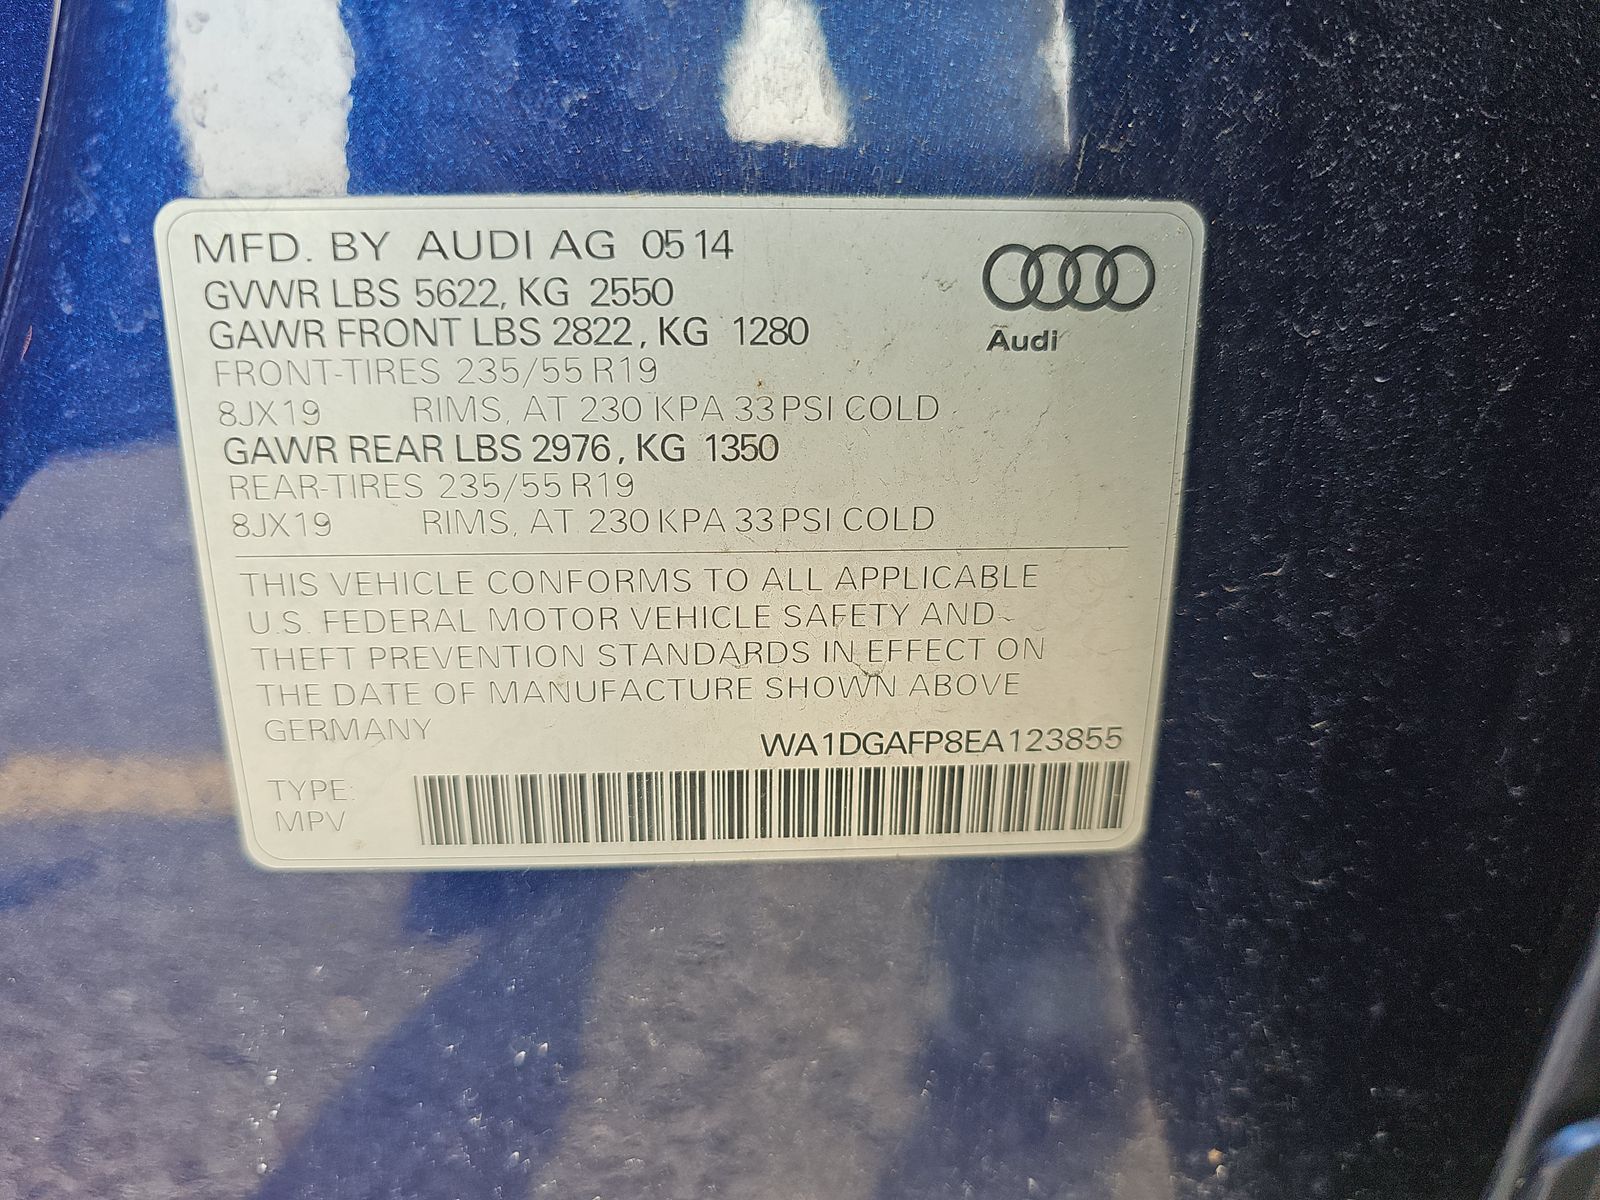 MFD. BY AUDI AG 05 14
GVWR LBS 5622, KG 2550
GAWR FRONT LBS 2822, KG 1280
FRONT-TIRES 235/55 R19
8JX19 RIMS, AT 230 KPA 33 PSI COLD
GAWR REAR LBS 2976, KG 1350
REAR-TIRES 235/55 R19
8JX19 RIMS, AT 230 KPA 33 PSI COLD
Audi
THIS VEHICLE CONFORMS TO ALL APPLICABLE
U.S. FEDERAL MOTOR VEHICLE SAFETY AND
THEFT PREVENTION STANDARDS IN EFFECT ON
THE DATE OF MANUFACTURE SHOWN ABOVE
GERMANY
WA1DGAFP8EA123855
TYPE:
MPV